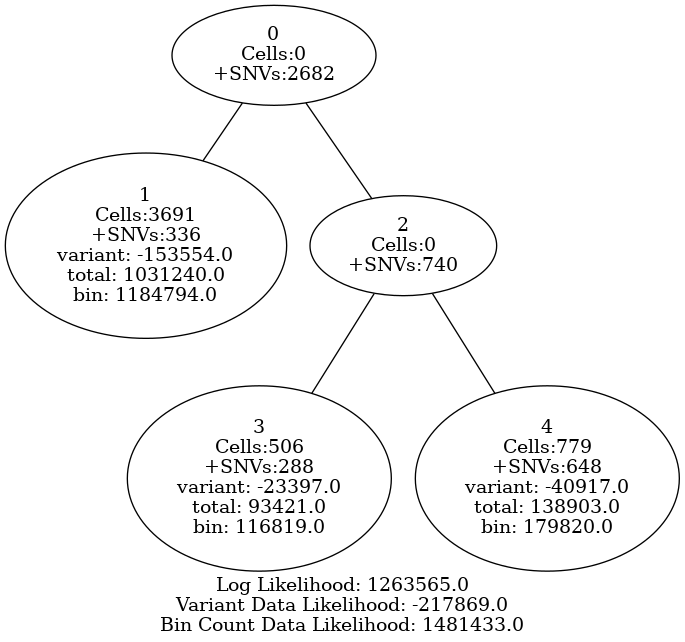 0
Cells:0
+SNVs:2682
1
Cells:3691
+SNVs:336
variant: -153554.0
total: 1031240.0
bin: 1184794.0
2
Cells:0
+SNVs:740
3
Cells:506
+SNVs:288
variant: -23397.0
total: 93421.0
bin: 116819.0
4
Cells:779
+SNVs:648
variant: -40917.0
total: 138903.0
bin: 179820.0
Log Likelihood: 1263565.0
Variant Data Likelihood: -217869.0
Bin Count Data Likelihood: 1481433.0